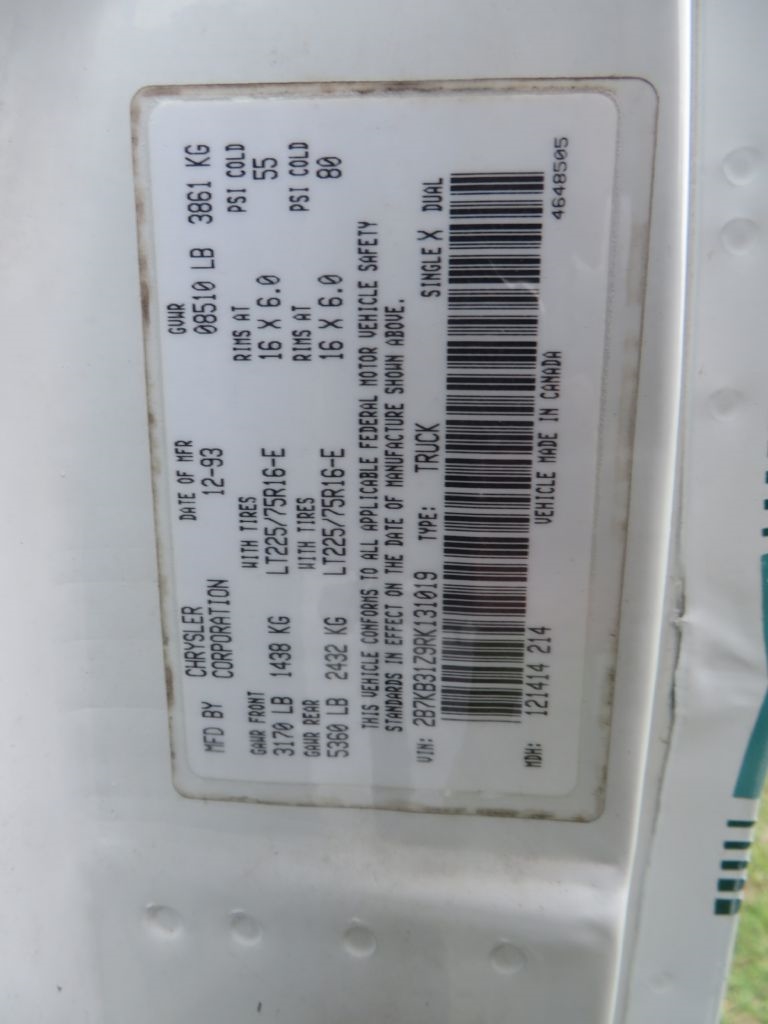 MFD BY CHRYSLER CORPORATION DATE OF MFR 12-93 GVWR 08510 LB 3861 KG
GAWR FRONT WITH TIRES RIMS AT PSI COLD
3170 LB 1438 KG LT225/75R16-E 16 X 6.0 55
GAWR REAR WITH TIRES RIMS AT PSI COLD
5360 LB 2432 KG LT225/75R16-E 16 X 6.0 80
THIS VEHICLE CONFORMS TO ALL APPLICABLE FEDERAL MOTOR VEHICLE SAFETY
STANDARDS IN EFFECT ON THE DATE OF MANUFACTURE SHOWN ABOVE.
VIN: 2B7KB31Z9RK131019 TYPE: TRUCK SINGLE X DUAL
MDH: 121414 214 VEHICLE MADE IN CANADA 4648505